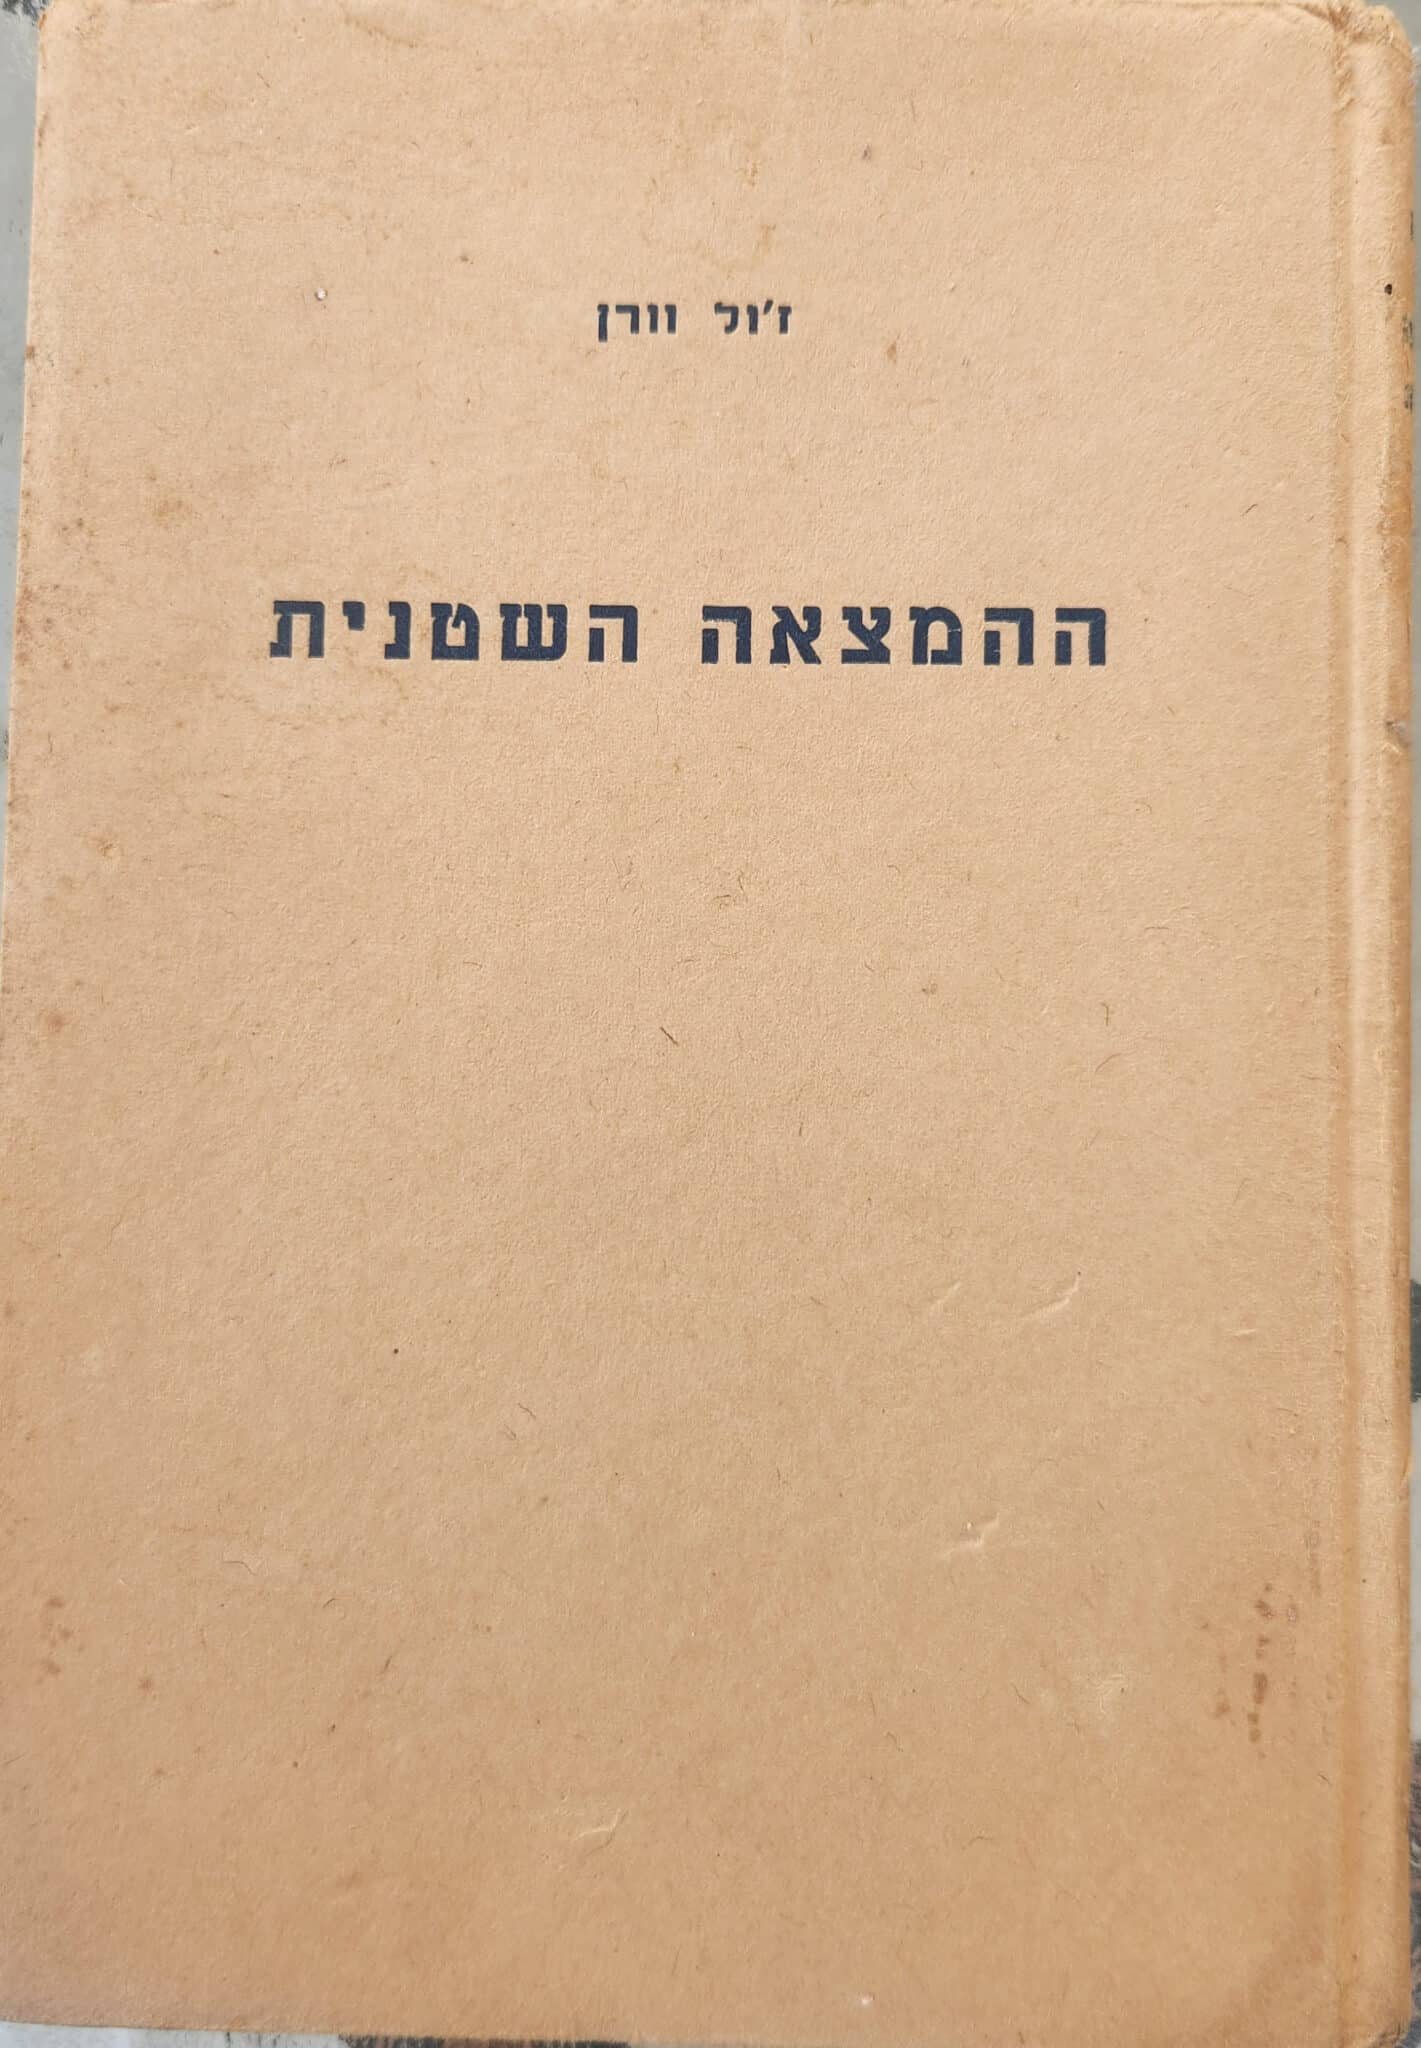 ז'ול וורן
ההמצאה השטנית